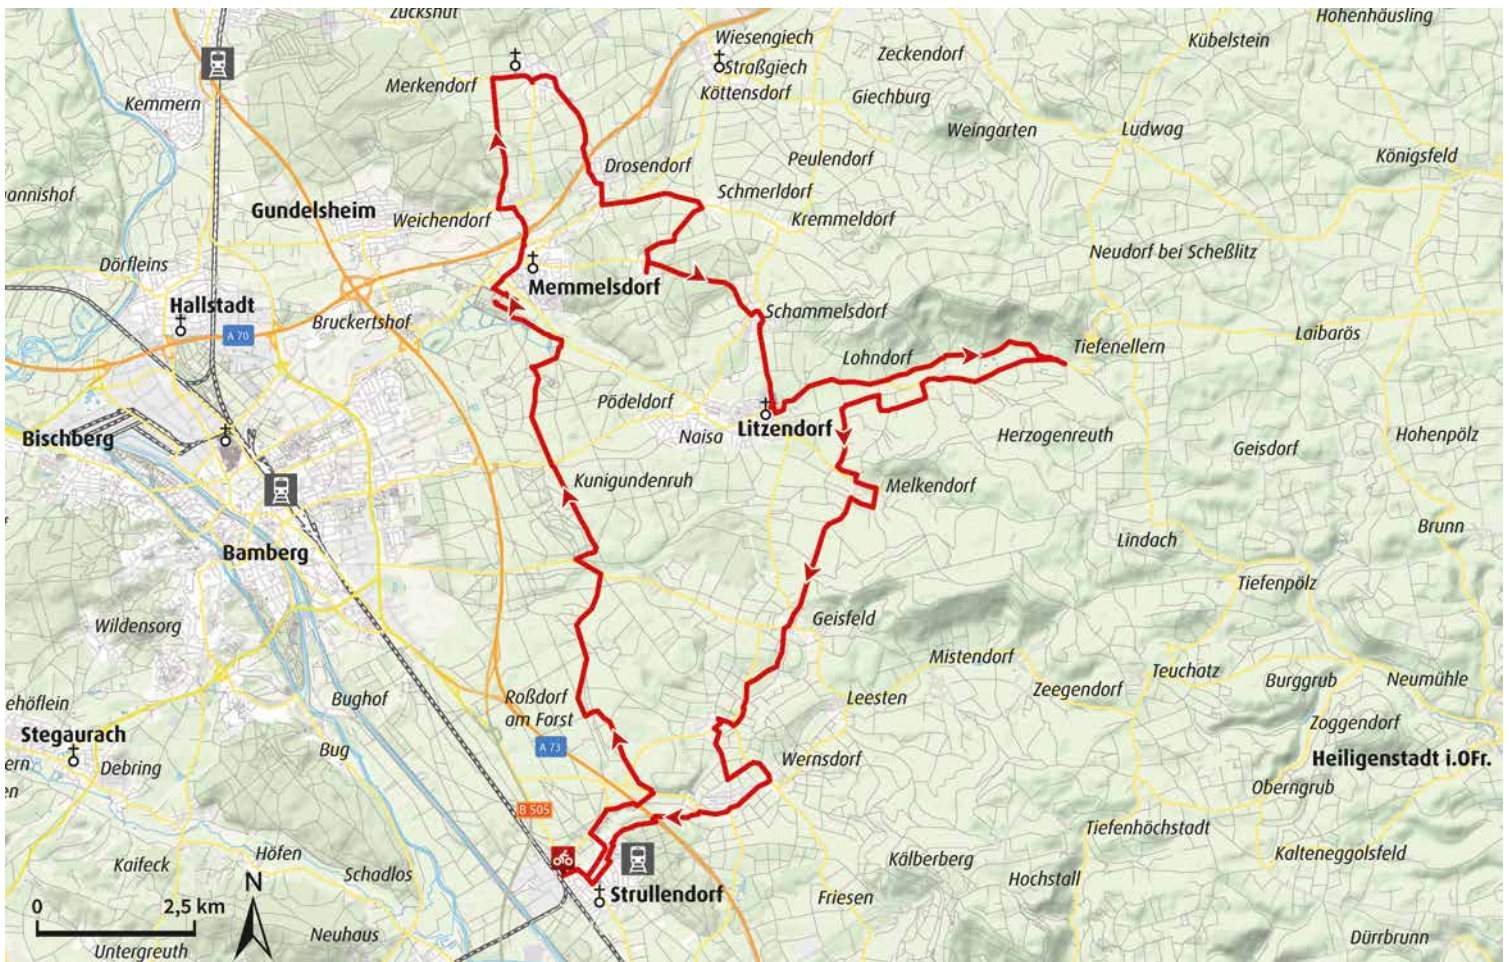 Zückshut
Hohenhäusling
Wiesengiech
Kübelstein
Zeckendorf
Straßgiech
Merkendorf
Köttensdorf
Giechburg
Kemmern
Weingarten
Ludwag
Königsfeld
Drosendorf
Peulendorf
annishof
Schmerldorf
Gundelsheim
Weichendorf
Kremmeldorf
Neudorf bei Scheßlitz
Dörfleins
Memmelsdorf
Hallstadt
Schammelsdorf
Bruckertshof
A 70
Laibarös
Tiefenellern
Lohndorf
Pödeldorf
Litzendorf
Naisa
Bischberg
Herzogenreuth
Hohenpölz
Geisdorf
Kunigundenruh
Melkendorf
Brunn
Lindach
Bamberg
Tiefenpölz
Geisfeld
Wildensorg
Mistendorf
Teuchatz
Burggrub
Neumühle
Zeegendorf
Leesten
Roßdorf
am Forst
Bughof
ehöflein
Zoggendorf
Stegaurach
Bug
A 73
Wernsdorf
Heiligenstadt i.OFr.
ern
Debring
Oberngrub
en
B 505
Tiefenhöchstadt
Höfen
Kaifeck
Kälberberg
Kalteneggolsfeld
Schadlos
Hochstall
N
Strullendorf
Friesen
0 2,5 km
Neuhaus
Dürrbrunn
Untergreuth